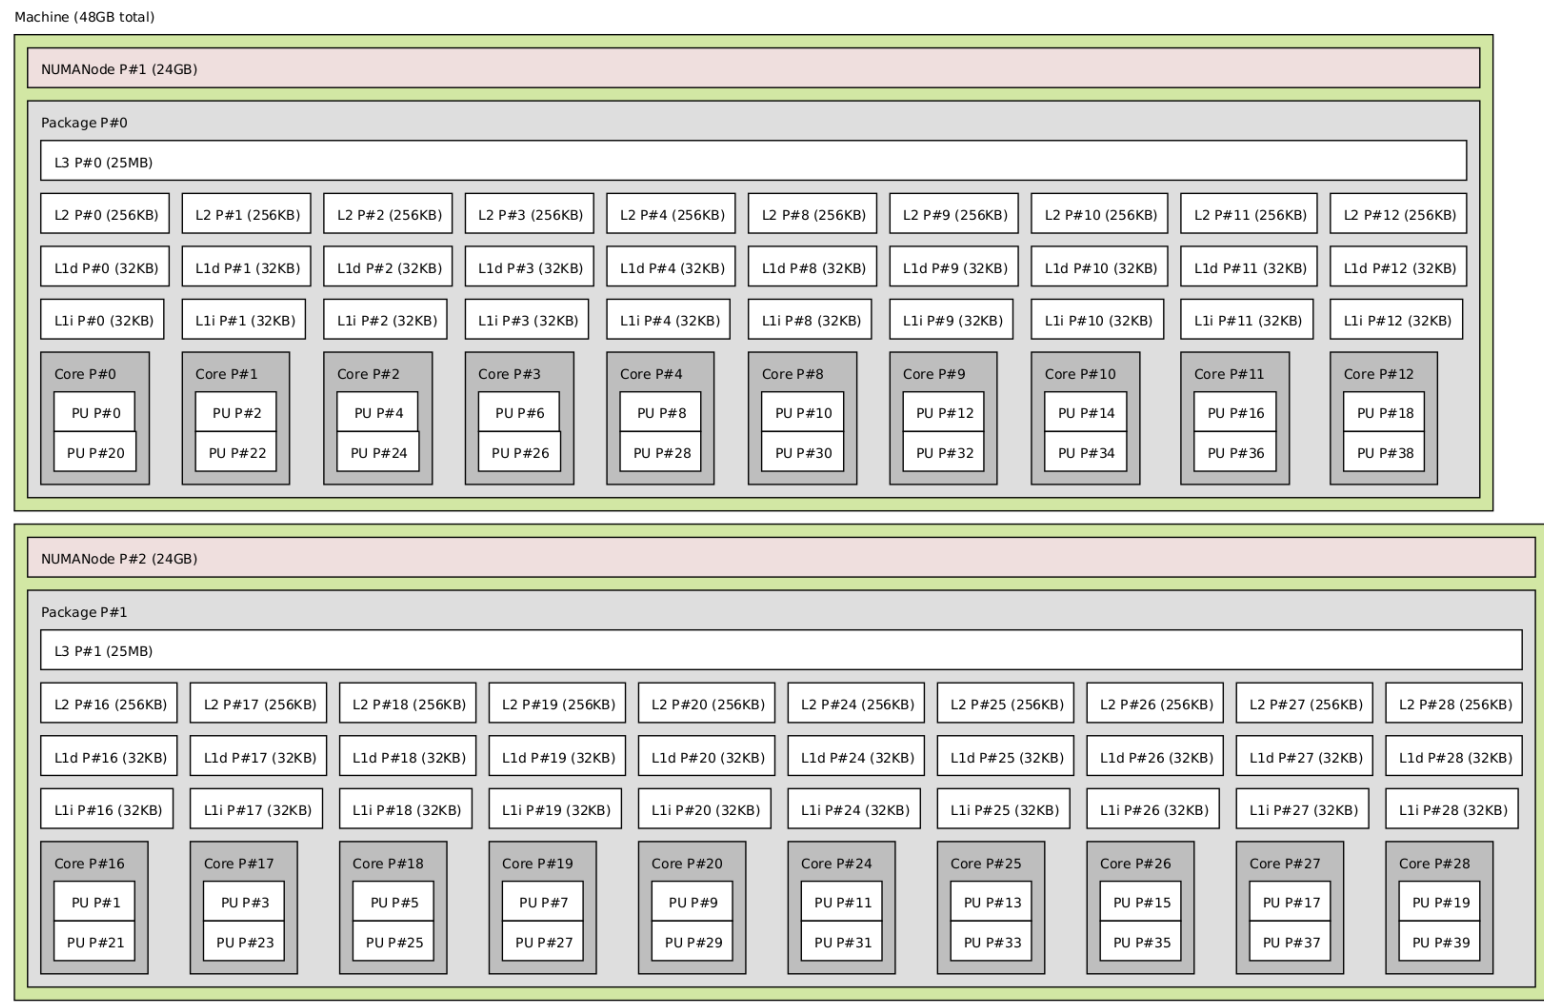 Machine (48GB total)
NUMANode P#1 (24GB)
Package P#0
L3 P#0 (25MB)
L2 P#0 (256KB) L2 P#1 (256KB) L2 P#2 (256KB) L2 P#3 (256KB) L2 P#4 (256KB) L2 P#8 (256KB) L2 P#9 (256KB) L2 P#10 (256KB) L2 P#11 (256KB) L2 P#12 (256KB)
L1d P#0 (32KB) L1d P#1 (32KB) L1d P#2 (32KB) L1d P#3 (32KB) L1d P#4 (32KB) L1d P#8 (32KB) L1d P#9 (32KB) L1d P#10 (32KB) L1d P#11 (32KB) L1d P#12 (32KB)
L1i P#0 (32KB) L1i P#1 (32KB) L1i P#2 (32KB) L1i P#3 (32KB) L1i P#4 (32KB) L1i P#8 (32KB) L1i P#9 (32KB) L1i P#10 (32KB) L1i P#11 (32KB) L1i P#12 (32KB)
Core P#0 Core P#1 Core P#2 Core P#3 Core P#4 Core P#8 Core P#9 Core P#10 Core P#11 Core P#12
PU P#0 PU P#2 PU P#4 PU P#6 PU P#8 PU P#10 PU P#12 PU P#14 PU P#16 PU P#18
PU P#20 PU P#22 PU P#24 PU P#26 PU P#28 PU P#30 PU P#32 PU P#34 PU P#36 PU P#38
NUMANode P#2 (24GB)
Package P#1
L3 P#1 (25MB)
L2 P#16 (256KB) L2 P#17 (256KB) L2 P#18 (256KB) L2 P#19 (256KB) L2 P#20 (256KB) L2 P#24 (256KB) L2 P#25 (256KB) L2 P#26 (256KB) L2 P#27 (256KB) L2 P#28 (256KB)
L1d P#16 (32KB) L1d P#17 (32KB) L1d P#18 (32KB) L1d P#19 (32KB) L1d P#20 (32KB) L1d P#24 (32KB) L1d P#25 (32KB) L1d P#26 (32KB) L1d P#27 (32KB) L1d P#28 (32KB)
L1i P#16 (32KB) L1i P#17 (32KB) L1i P#18 (32KB) L1i P#19 (32KB) L1i P#20 (32KB) L1i P#24 (32KB) L1i P#25 (32KB) L1i P#26 (32KB) L1i P#27 (32KB) L1i P#28 (32KB)
Core P#16 Core P#17 Core P#18 Core P#19 Core P#20 Core P#24 Core P#25 Core P#26 Core P#27 Core P#28
PU P#1 PU P#3 PU P#5 PU P#7 PU P#9 PU P#11 PU P#13 PU P#15 PU P#17 PU P#19
PU P#21 PU P#23 PU P#25 PU P#27 PU P#29 PU P#31 PU P#33 PU P#35 PU P#37 PU P#39